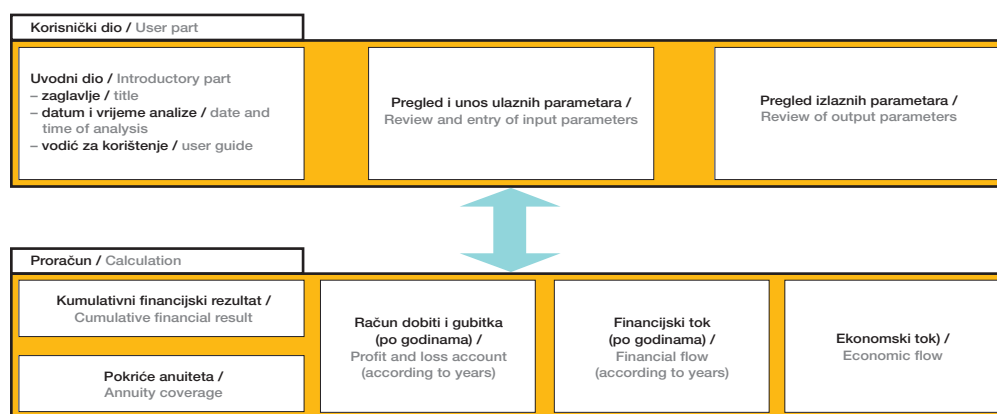 Korisnički dio / User part
Uvodni dio / Introductory part
– zaglavlje / title
– datum i vrijeme analize / date and
time of analysis
– vodić za korištenje / user guide
Pregled i unos ulaznih parametara /
Review and entry of input parameters
Pregled izlaznih parametara /
Review of output parameters
Proračun / Calculation
Kumulativni financijski rezultat /
Cumulative financial result
Pokriće anuiteta /
Annuity coverage
Račun dobiti i gubitka
(po godinama) /
Profit and loss account
(according to years)
Financijski tok
(po godinama) /
Financial flow
(according to years)
Ekonomski tok) /
Economic flow